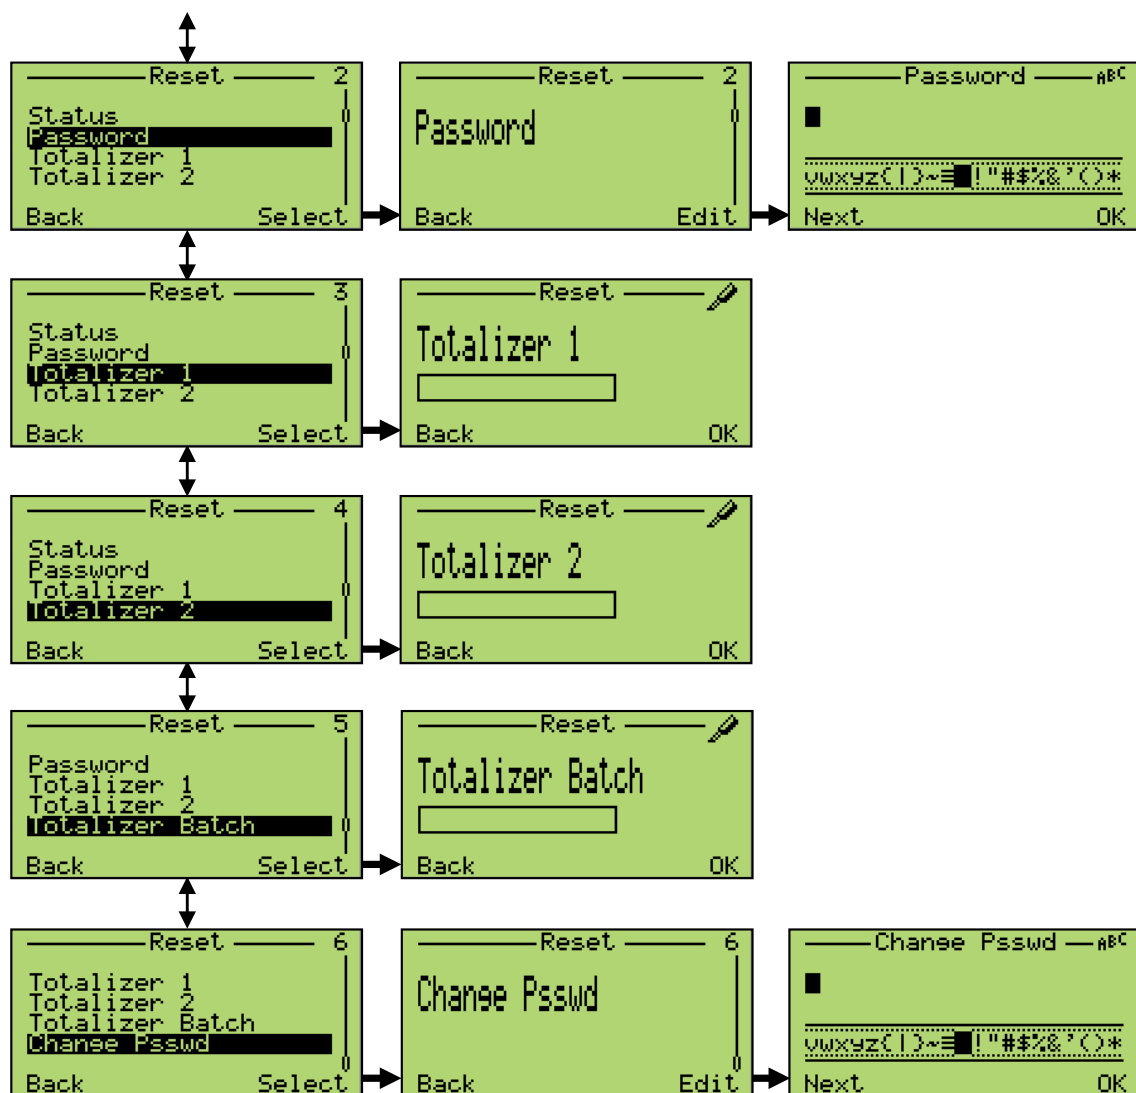 Reset 2
Status
Password
Totalizer 1
Totalizer 2
Back Select
Reset 2
Password
Back Edit
Password ABC
vwxyz{|}~≡ !"#$%&'()*
Next OK
Reset 3
Status
Password
Totalizer 1
Totalizer 2
Back Select
Reset
Totalizer 1
Back OK
Reset 4
Status
Password
Totalizer 1
Totalizer 2
Back Select
Reset
Totalizer 2
Back OK
Reset 5
Password
Totalizer 1
Totalizer 2
Totalizer Batch
Back Select
Reset
Totalizer Batch
Back OK
Reset 6
Totalizer 1
Totalizer 2
Totalizer Batch
Change Psswd
Back Select
Reset 6
Change Psswd
Back Edit
Change Psswd ABC
vwxyz{|}~≡ !"#$%&'()*
Next OK